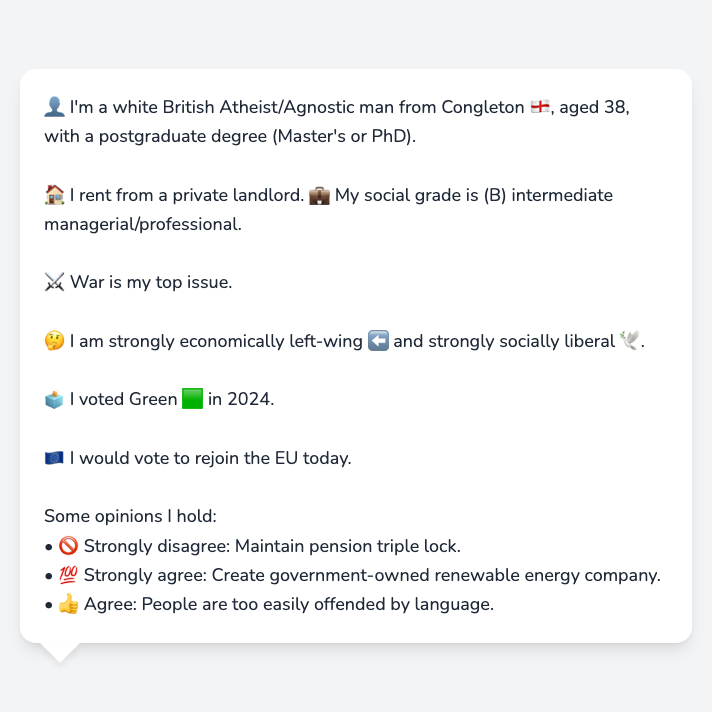 👤 I'm a white British Atheist/Agnostic man from Congleton 🏴󠁧󠁢󠁥󠁮󠁧󠁿, aged 38,
with a postgraduate degree (Master's or PhD).
🏠 I rent from a private landlord. 💼 My social grade is (B) intermediate
managerial/professional.
⚔️ War is my top issue.
🤔 I am strongly economically left-wing ⬅️ and strongly socially liberal 🕊️.
🗳️ I voted Green 🟩 in 2024.
🇪🇺 I would vote to rejoin the EU today.
Some opinions I hold:
• 🚫 Strongly disagree: Maintain pension triple lock.
• 💯 Strongly agree: Create government-owned renewable energy company.
• 👍 Agree: People are too easily offended by language.